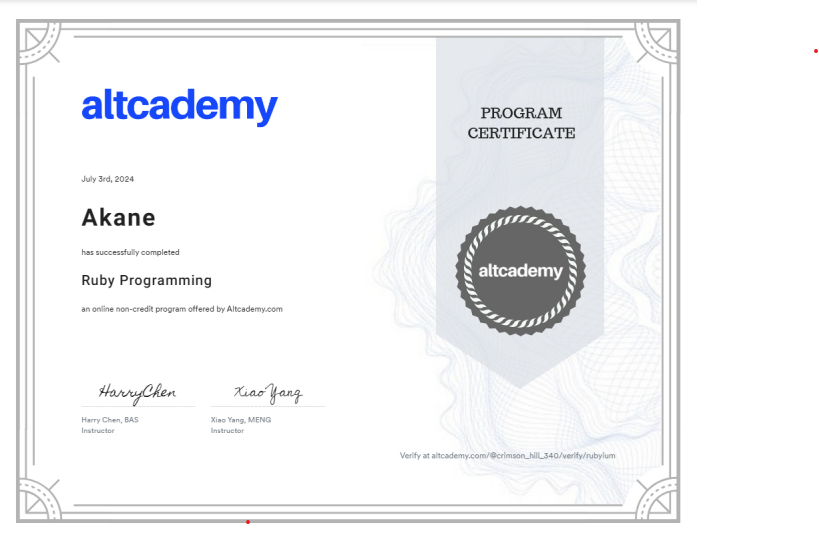 altcademy
PROGRAM
CERTIFICATE
July 3rd, 2024
Akane
has successfully completed
Ruby Programming
an online non-credit program offered by Altcademy.com
altcademy
HarryChen
Xiao Yang
Harry Chen, BAS
Instructor
Xiao Yang, MENG
Instructor
Verify at altcademy.com/@crimson_hill_340/verify/rubylum